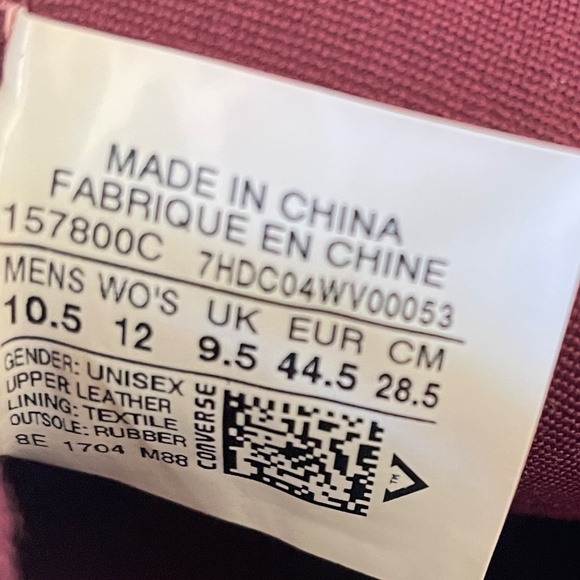 MADE IN CHINA
FABRIQUE EN CHINE
157800C 7HDC04WV00053
MENS WO'S UK EUR CM
10.5 12 9.5 44.5 28.5
GENDER: UNISEX
UPPER LEATHER
LINING: TEXTILE
OUTSOLE: RUBBER
8E 1704 M88
CONVERSE